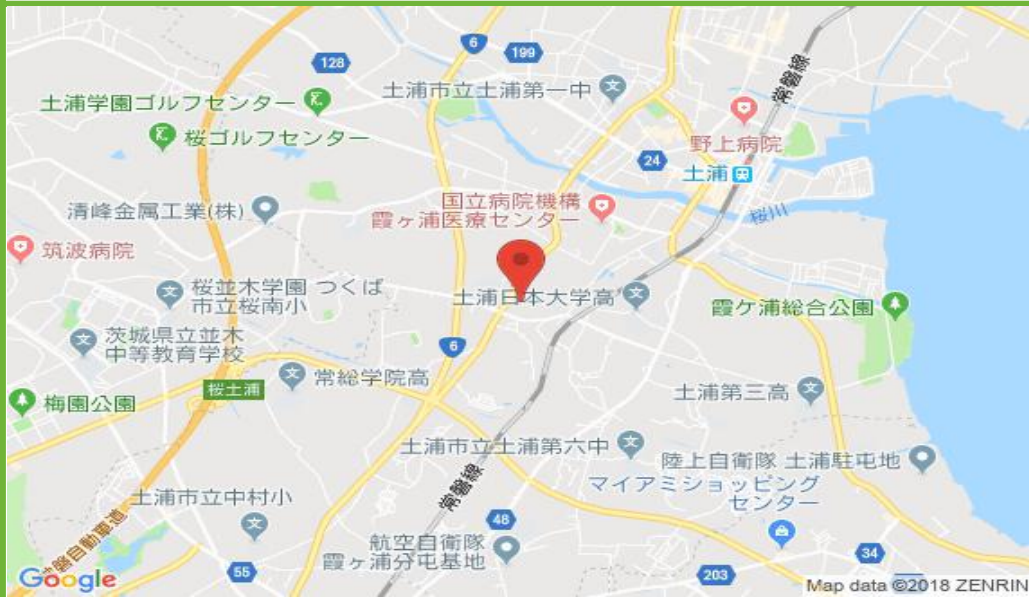 6
199
128
常磐線
土浦市立土浦第一中
土浦学園ゴルフセンター
桜ゴルフセンター
野上病院
24
土浦
国立病院機構
霞ヶ浦医療センター
清峰金属工業(株)
桜川
筑波病院
桜並木学園 つくば
市立桜南小
土浦日本大学高
霞ケ浦総合公園
茨城県立並木
中等教育学校
6
常総学院高
桜土浦
土浦第三高
梅園公園
土浦市立土浦第六中
陸上自衛隊 土浦駐屯地
マイアミショッピング
センター
常磐線
土浦市立中村小
48
航空自衛隊
霞ヶ浦分屯基地
34
55
203
Google
Map data ©2018 ZENRIN